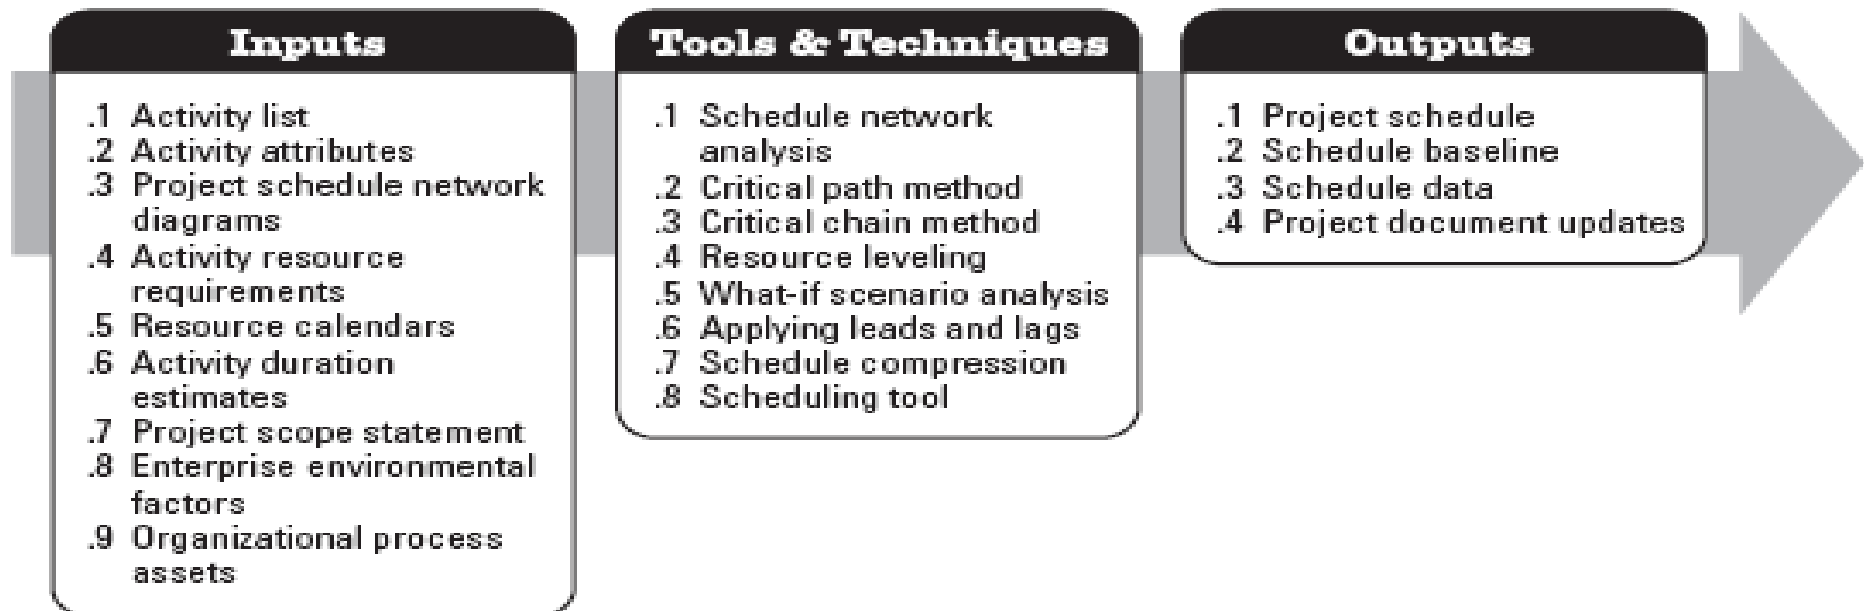 Inputs
.1 Activity list
.2 Activity attributes
.3 Project schedule network
diagrams
.4 Activity resource
requirements
.5 Resource calendars
.6 Activity duration
estimates
.7 Project scope statement
.8 Enterprise environmental
factors
.9 Organizational process
assets
Tools & Techniques
.1 Schedule network
analysis
.2 Critical path method
.3 Critical chain method
.4 Resource leveling
.5 What-if scenario analysis
.6 Applying leads and lags
.7 Schedule compression
.8 Scheduling tool
Outputs
.1 Project schedule
.2 Schedule baseline
.3 Schedule data
.4 Project document updates